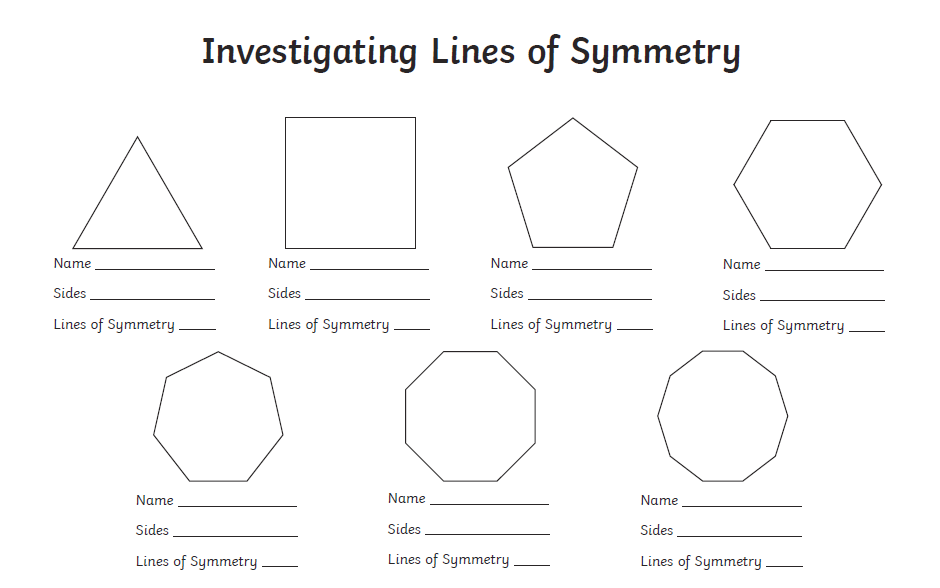 Investigating Lines of Symmetry
Name
Sides
Lines of Symmetry
Name
Sides
Lines of Symmetry
Name
Sides
Lines of Symmetry
Name
Sides
Lines of Symmetry
Name
Sides
Lines of Symmetry
Name
Sides
Lines of Symmetry
Name
Sides
Lines of Symmetry